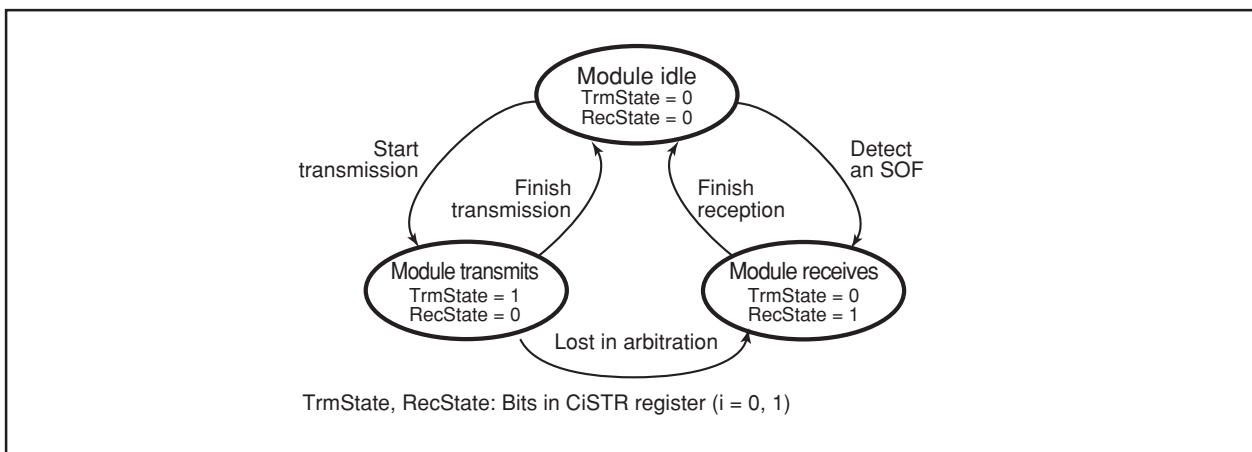 Module idle
TrmState = 0
RecState = 0
Start
transmission
Finish
transmission
Finish
reception
Detect
an SOF
Module transmits
TrmState = 1
RecState = 0
Module receives
TrmState = 0
RecState = 1
Lost in arbitration
TrmState, RecState: Bits in CiSTR register (i = 0, 1)